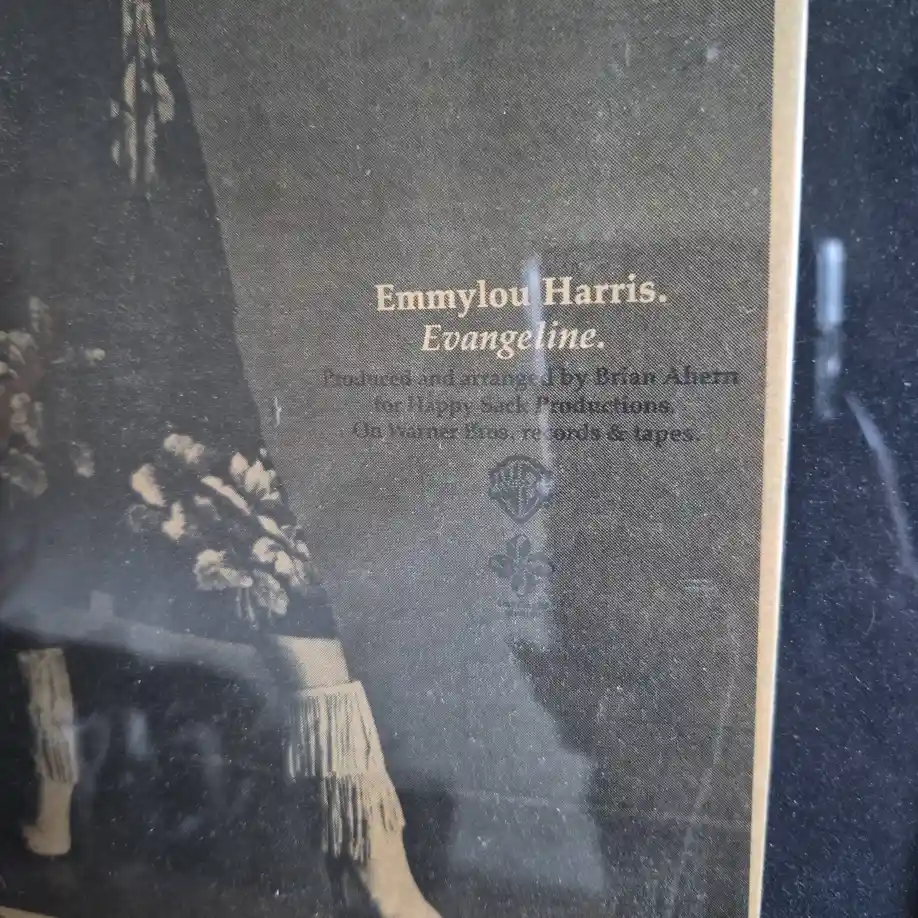 Emmylou Harris.
Evangeline.
Produced and arranged by Brian Ahern
for Happy Sack Productions.
On Warner Bros. records & tapes.